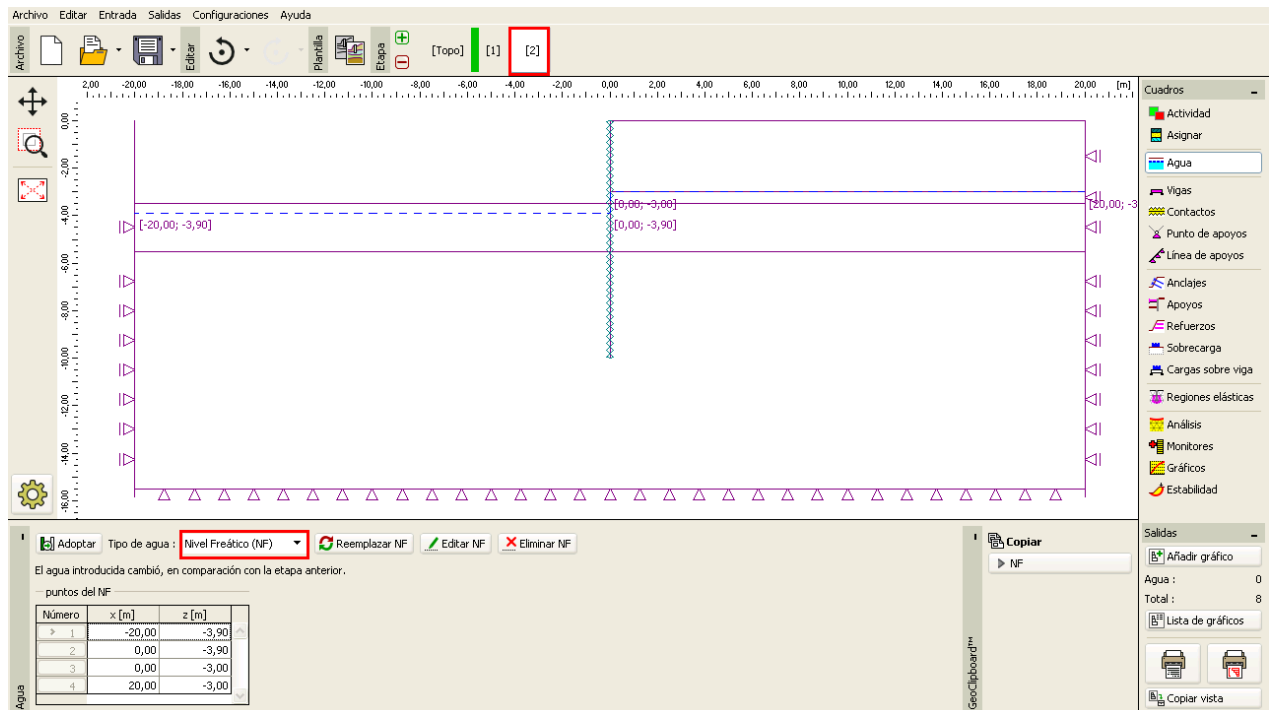 Archivo Editar Entrada Salidas Configuraciones Ayuda
Archivo
Editar
Plantilla
Etapa
[Topo] [1] [2]
2,00 -20,00 -18,00 -16,00 -14,00 -12,00 -10,00 -8,00 -6,00 -4,00 -2,00 0,00 2,00 4,00 6,00 8,00 10,00 12,00 14,00 16,00 18,00 20,00 [m]
0,00
-2,00
-4,00
-6,00
-8,00
-10,00
-12,00
-14,00
-16,00
[0,00; -3,00]
[20,00; -3
[-20,00; -3,90]
[0,00; -3,90]
Cuadros
Actividad
Asignar
Agua
Vigas
Contactos
Punto de apoyos
Línea de apoyos
Anclajes
Apoyos
Refuerzos
Sobrecarga
Cargas sobre viga
Regiones elásticas
Análisis
Monitores
Gráficos
Estabilidad
Adoptar Tipo de agua : Nivel Freático (NF) Reemplazar NF Editar NF Eliminar NF
El agua introducida cambió, en comparación con la etapa anterior.
puntos del NF
Número x [m] z [m]
1 -20,00 -3,90
2 0,00 -3,90
3 0,00 -3,00
4 20,00 -3,00
Agua
GeoClipboard™
Copiar
NF
Salidas
Añadir gráfico
Agua : 0
Total : 8
Lista de gráficos
Copiar vista